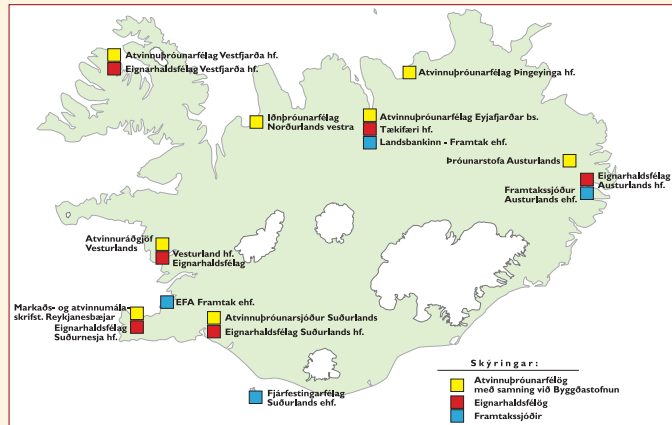 Atvinnuþróunarfélag Vestfjarða hf.
Eignarhaldsfélag Vestfjarða hf.
Atvinnuþróunarfélag Þingeyinga hf.
Iðnþróunarfélag
Norðurlands vestra
Atvinnuþróunarfélag Eyjafjarðar bs.
Tækifæri hf.
Landsbankinn - Framtak ehf.
Þróunarstofa Austurlands
Eignarhaldsfélag
Austurlands hf.
Framtakssjóður
Austurlands ehf.
Atvinnuráðgjöf
Vesturlands
Vesturland hf.
Eignarhaldsfélag
EFA Framtak ehf.
Markaðs- og atvinnumála-
skrifst. Reykjanesbæjar
Eignarhaldsfélag
Suðurnesja hf.
Atvinnuþróunarsjóður Suðurlands
Eignarhaldsfélag Suðurlands hf.
Fjárfestingarfélag
Suðurlands ehf.
Skýringar:
Atvinnuþróunarfélög
með samning við Byggðastofnun
Eignarhaldsfélög
Framtakssjóðir